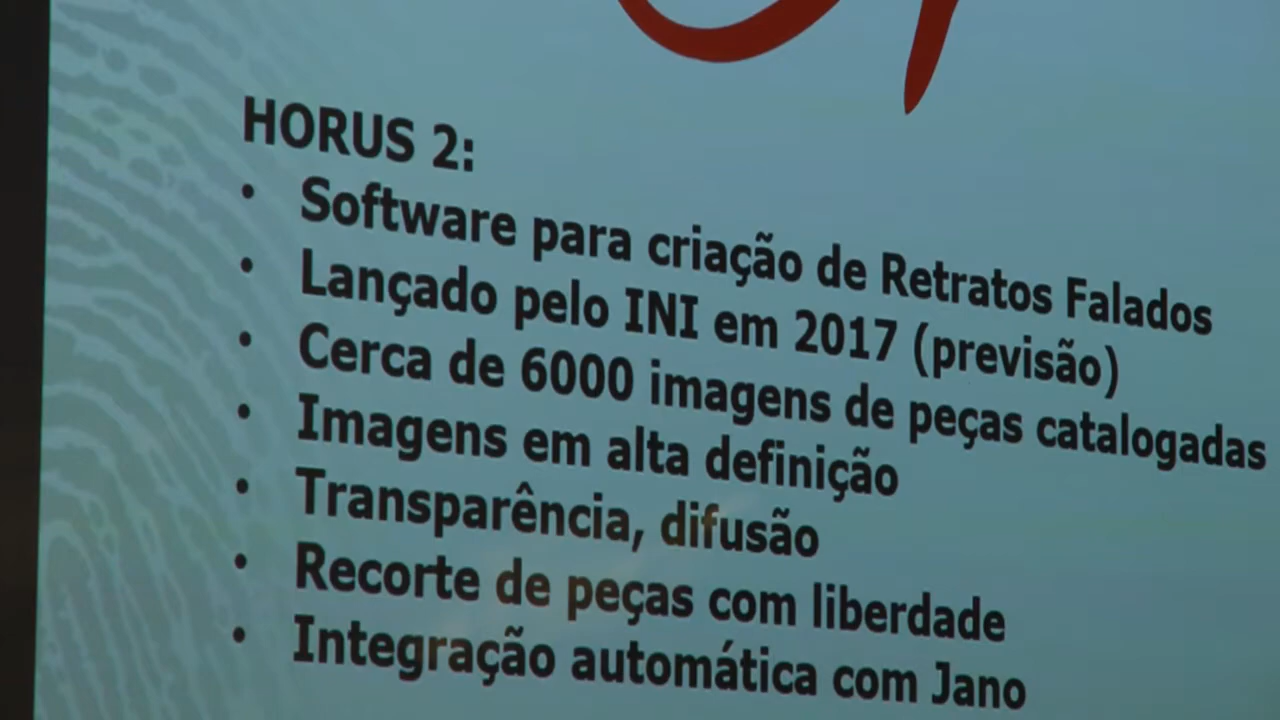 HORUS 2:
• Software para criação de Retratos Falados
• Lançado pelo INI em 2017 (previsão)
• Cerca de 6000 imagens de peças catalogadas
• Imagens em alta definição
• Transparência, difusão
• Recorte de peças com liberdade
• Integração automática com Jano